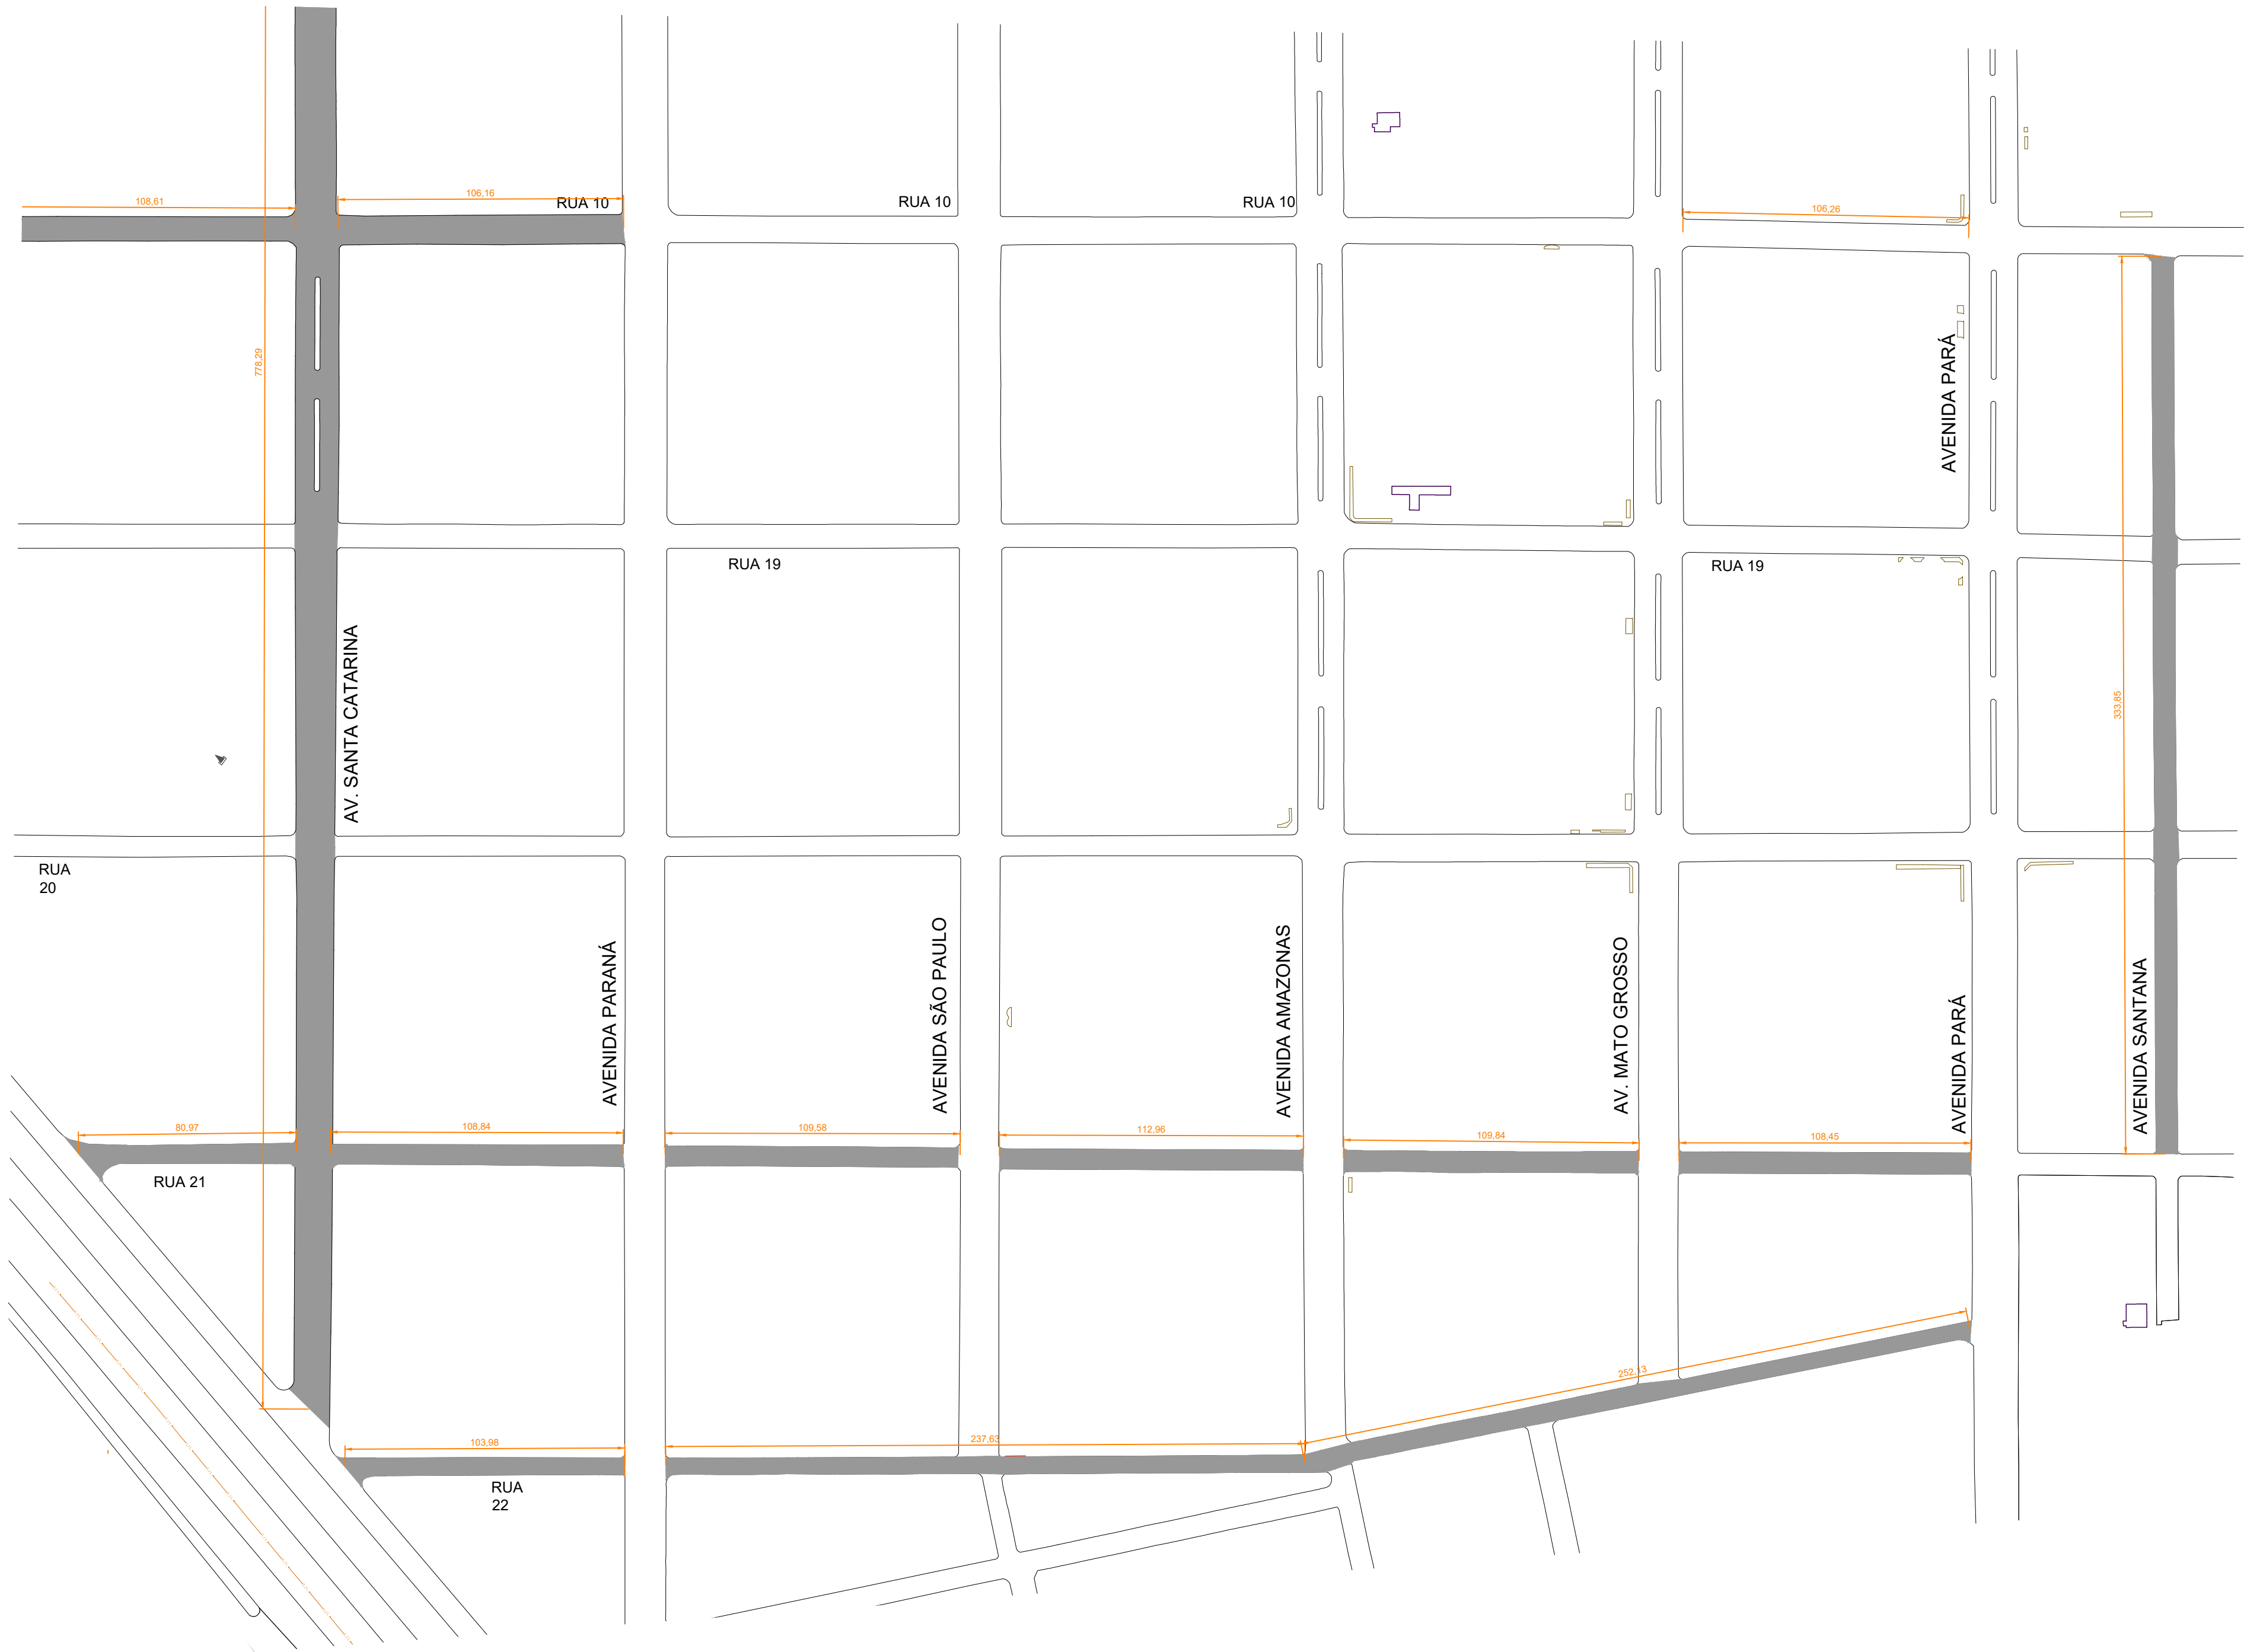 106,16
108,61
RUA 10
RUA 10
RUA 10
106,26
778,29
AVENIDA PARÁ
RUA 19
RUA 19
AV. SANTA CATARINA
333,85
RUA
20
AVENIDA PARANÁ
AVENIDA SÃO PAULO
AVENIDA AMAZONAS
AV. MATO GROSSO
AVENIDA PARÁ
AVENIDA SANTANA
80,97
108,84
109,58
112,96
109,84
108,45
RUA 21
252,13
103,98
237,63
RUA
22